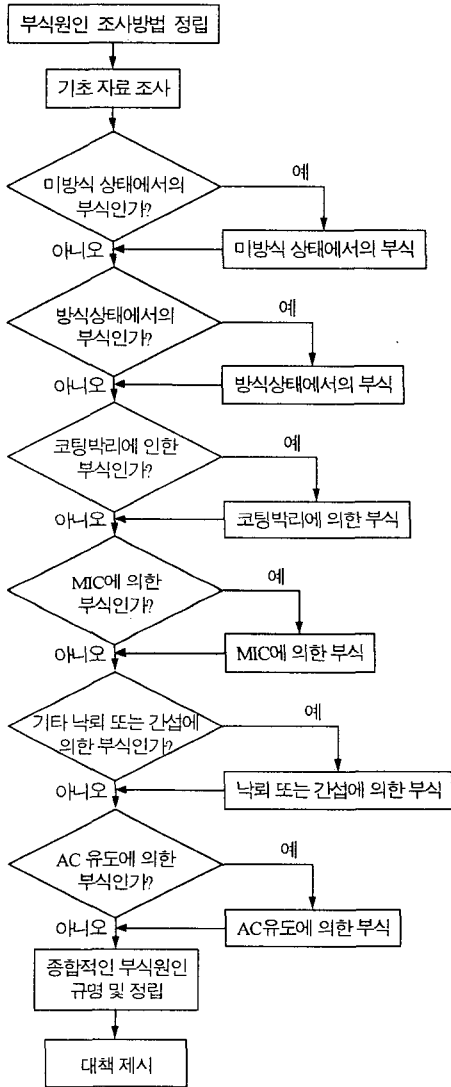 부식원인 조사방법 정립
기초 자료 조사
미방식 상태에서의
부식인가?
예
아니오
미방식 상태에서의 부식
방식상태에서의
부식인가?
예
아니오
방식상태에서의 부식
코팅박리에 인한
부식인가?
예
아니오
코팅박리에 의한 부식
MIC에 의한
부식인가?
예
아니오
MIC에 의한 부식
기타 낙뢰 또는 간섭에
의한 부식인가?
예
아니오
낙뢰 또는 간섭에 의한 부식
AC 유도에 의한
부식인가?
예
아니오
AC유도에 의한 부식
종합적인 부식원인
규명 및 정립
대책 제시